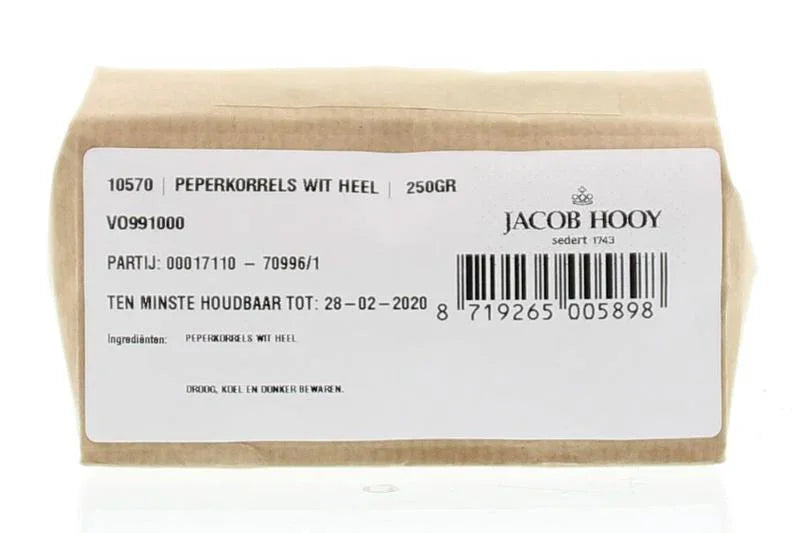 10570 | PEPERKORRELS WIT HEEL | 250GR
VO991000
PARTIJ: 00017110 - 70996/1
TEN MINSTE HOUDBAAR TOT: 28-02-2020
Ingrediënten: PEPERKORRELS WIT HEEL
DROOG, KOEL EN DONKER BEWAREN.
JACOB HOOY
sedert 1743
8 719265 005898